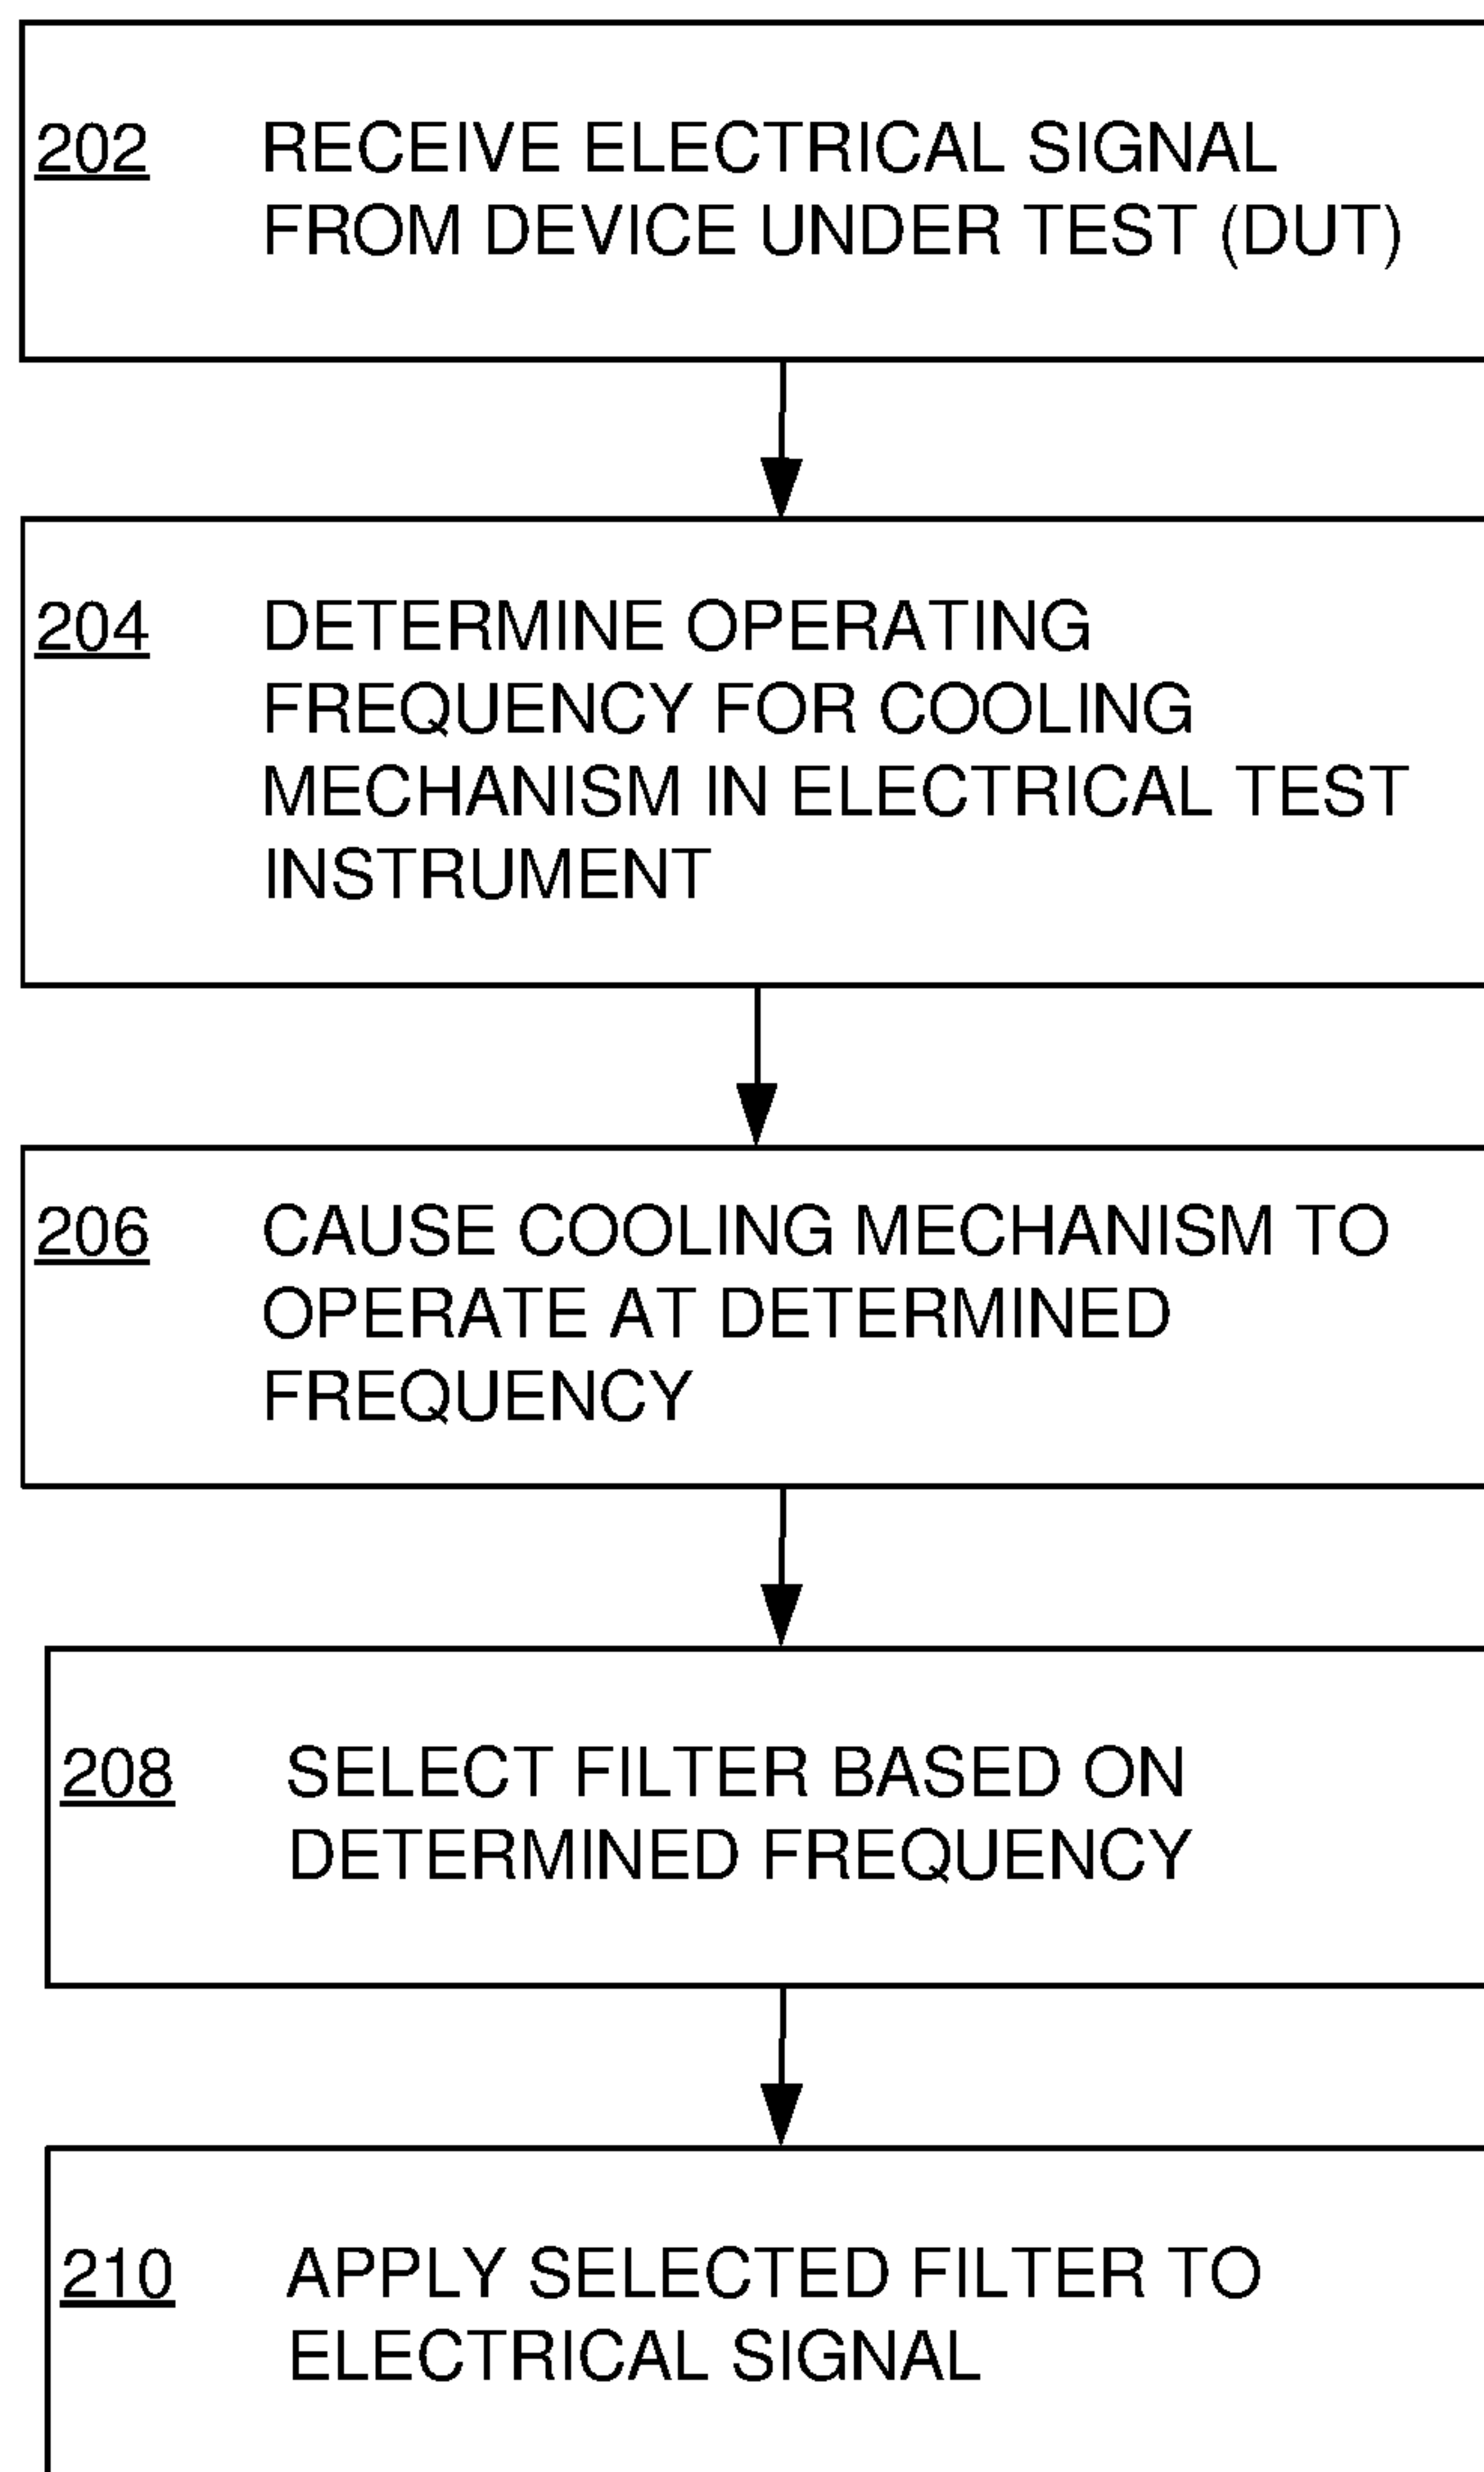 202 RECEIVE ELECTRICAL SIGNAL
FROM DEVICE UNDER TEST (DUT)
204 DETERMINE OPERATING
FREQUENCY FOR COOLING
MECHANISM IN ELECTRICAL TEST
INSTRUMENT
206 CAUSE COOLING MECHANISM TO
OPERATE AT DETERMINED
FREQUENCY
208 SELECT FILTER BASED ON
DETERMINED FREQUENCY
210 APPLY SELECTED FILTER TO
ELECTRICAL SIGNAL